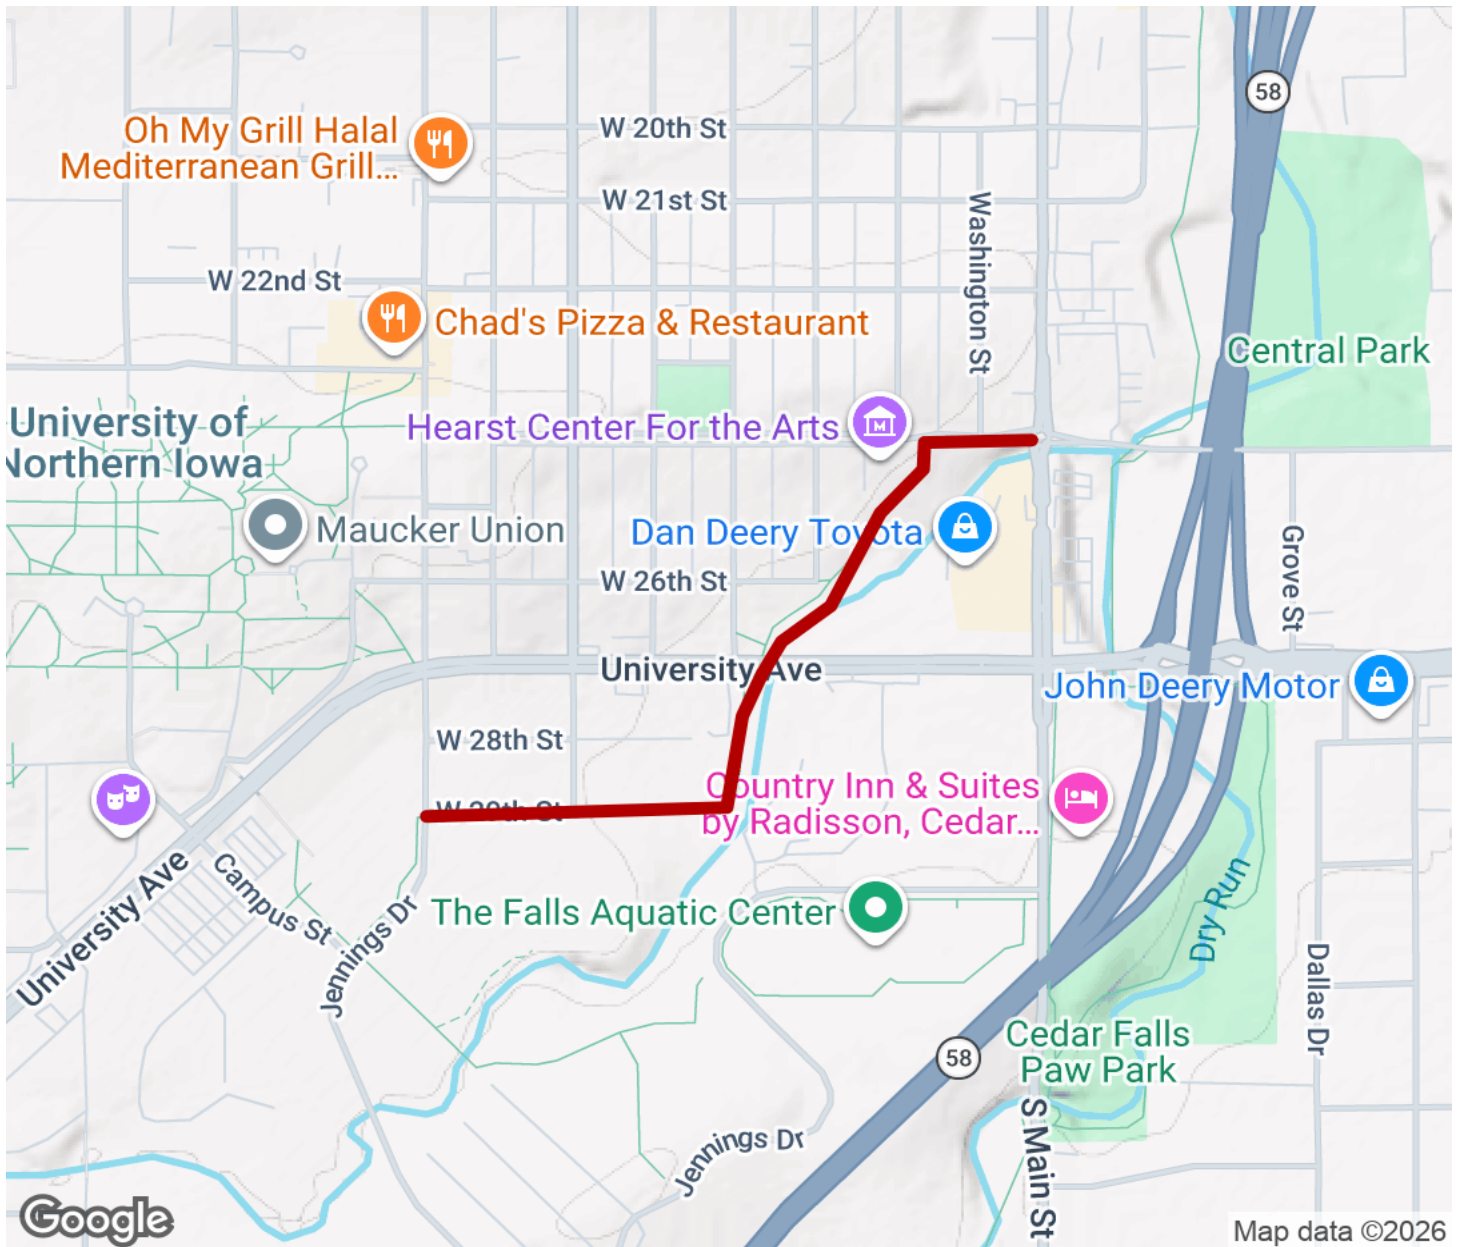 58
Oh My Grill Halal
Mediterranean Grill...
W 20th St
W 21st St
Washington St
W 22nd St
Chad's Pizza & Restaurant
Central Park
University of
Northern Iowa
Hearst Center For the Arts
Maucker Union
Dan Deery Toyota
Grove St
W 26th St
University Ave
John Deery Motor
W 28th St
W 29th St
Country Inn & Suites
by Radisson, Cedar...
University Ave
Campus St
Jennings Dr
The Falls Aquatic Center
Dry Run
Dallas Dr
Cedar Falls
Paw Park
58
S Main St
Jennings Dr
Google
Map data ©2026